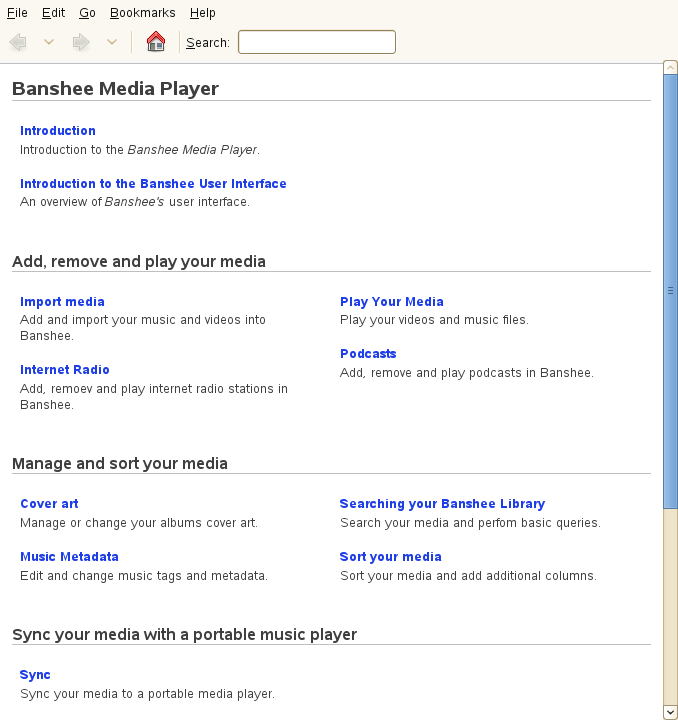 File Edit Go Bookmarks Help
Search:
Banshee Media Player
Introduction
Introduction to the Banshee Media Player.
Introduction to the Banshee User Interface
An overview of Banshee's user interface.
Add, remove and play your media
Import media
Add and import your music and videos into
Banshee.
Internet Radio
Add, remoev and play internet radio stations in
Banshee.
Play Your Media
Play your videos and music files.
Podcasts
Add, remove and play podcasts in Banshee.
Manage and sort your media
Cover art
Manage or change your albums cover art.
Music Metadata
Edit and change music tags and metadata.
Searching your Banshee Library
Search your media and perfom basic queries.
Sort your media
Sort your media and add additional columns.
Sync your media with a portable music player
Sync
Sync your media to a portable media player.